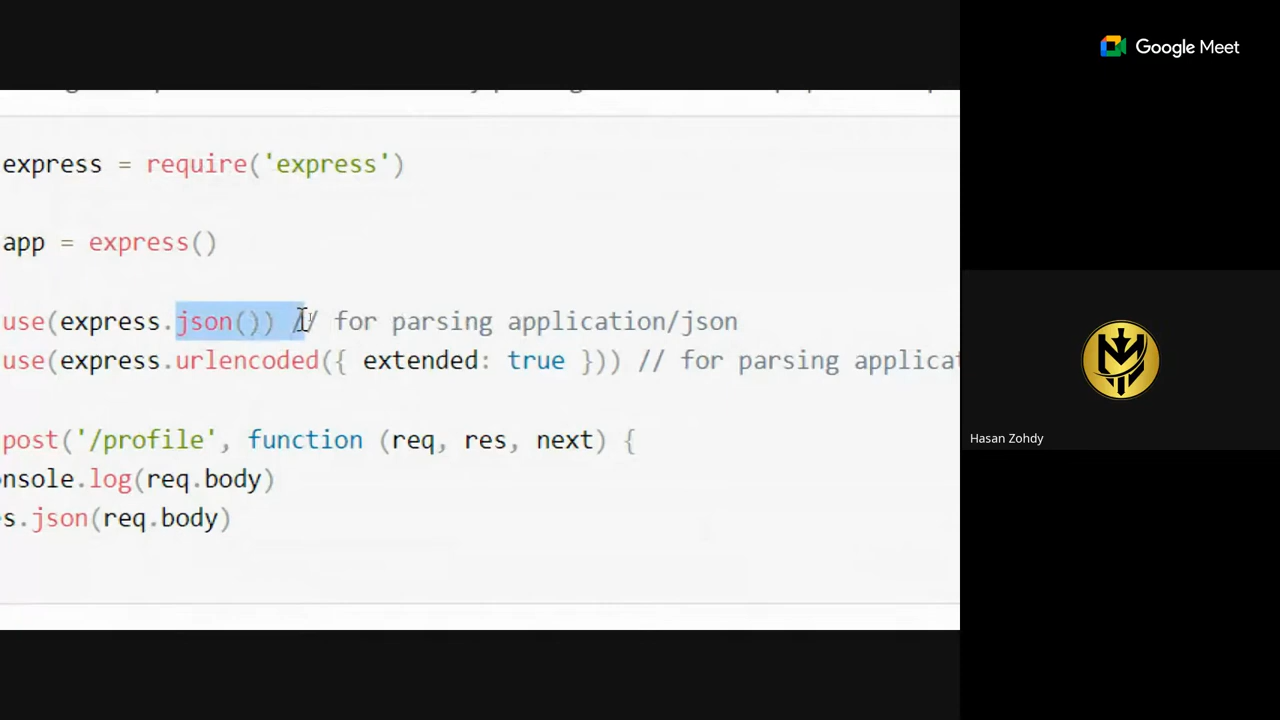 express = require('express')
app = express()
use(express.json()) // for parsing application/json
use(express.urlencoded({ extended: true })) // for parsing applicat
post('/profile', function (req, res, next) {
nsole.log(req.body)
s.json(req.body)
Google Meet
Hasan Zohdy